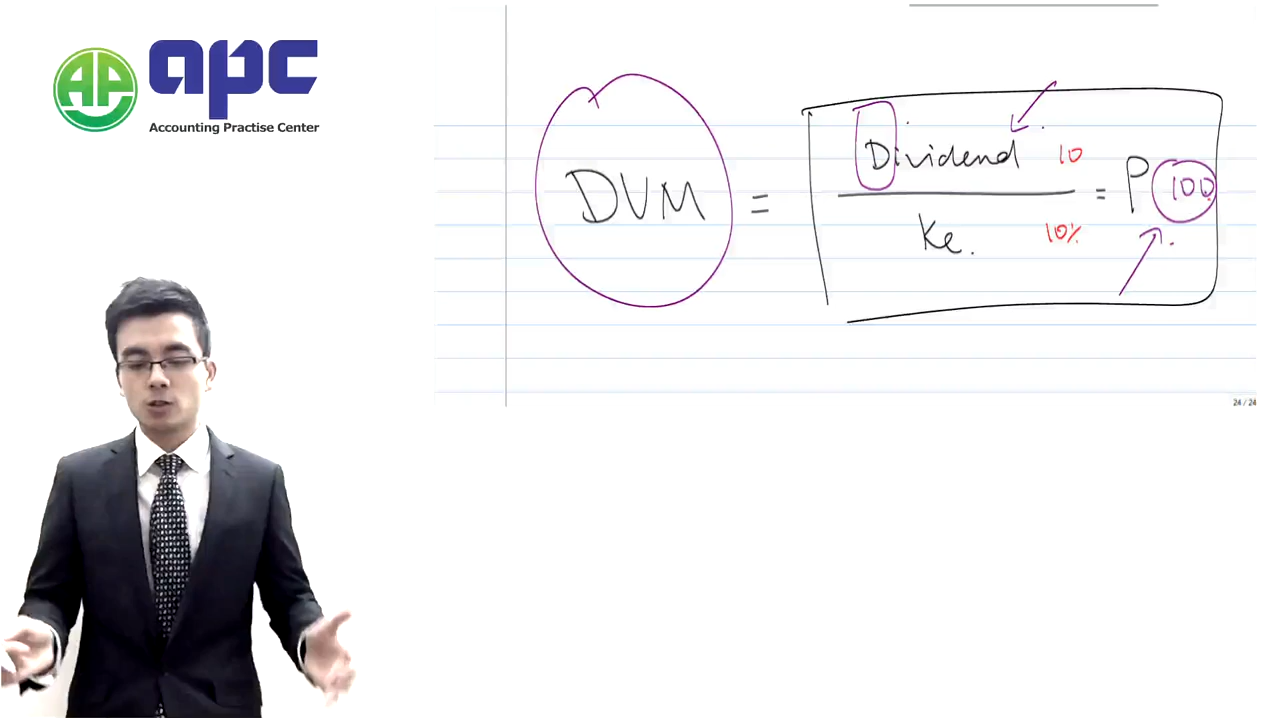 apc
Accounting Practise Center
Dividend 10
DVM = = P 100
Ke. 10%
24 / 24